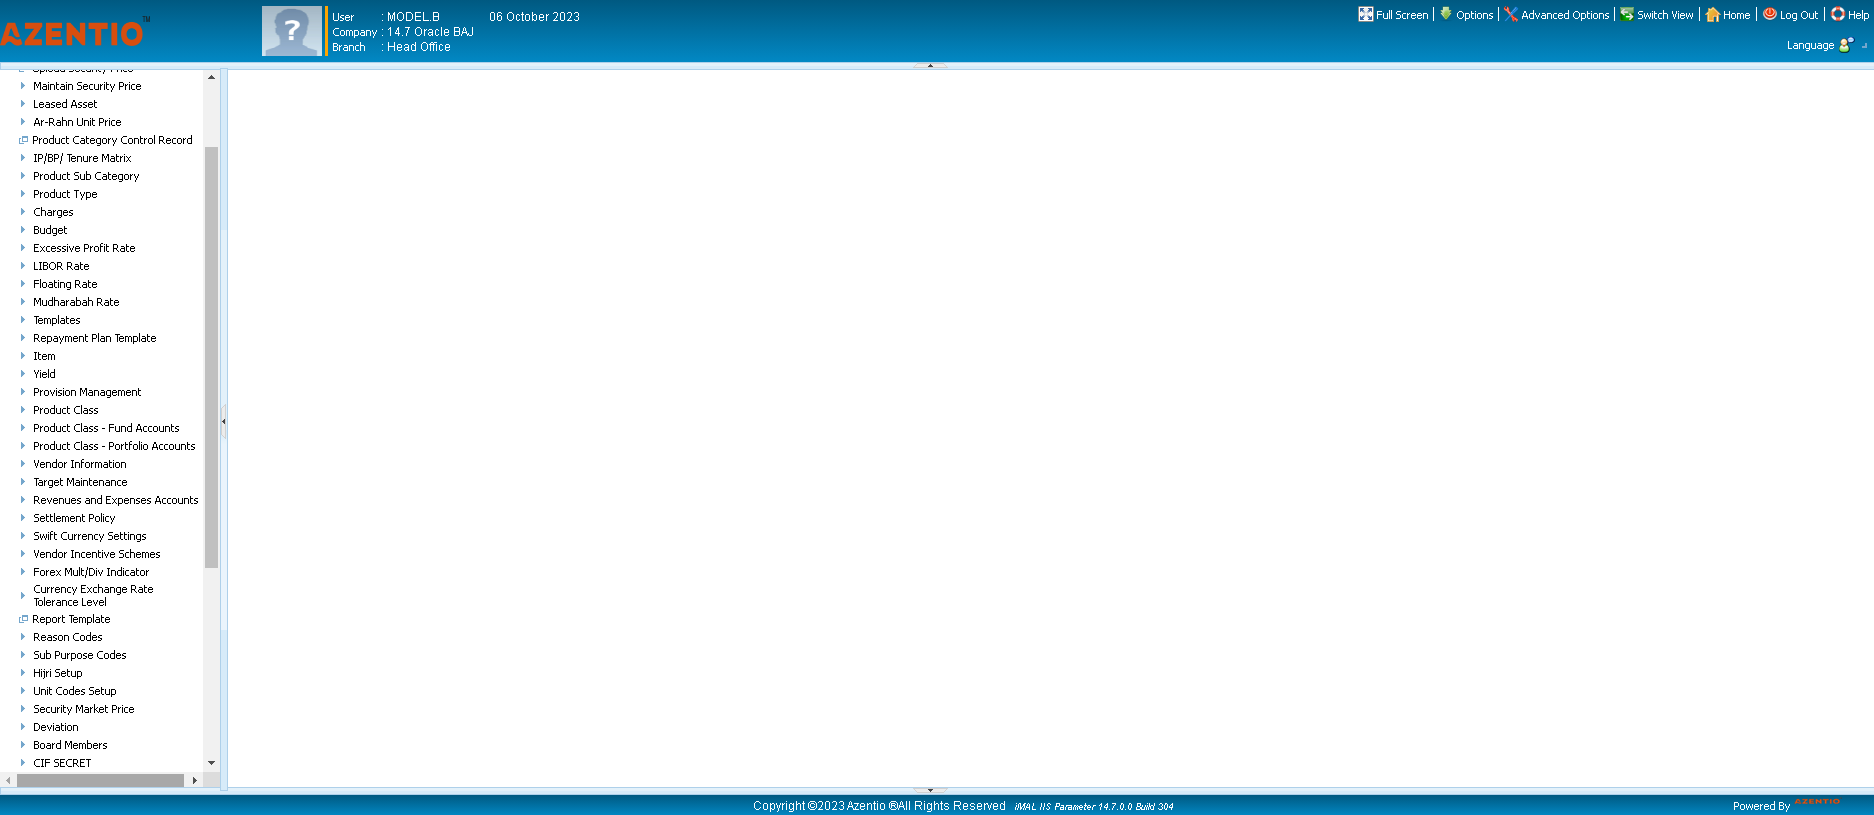 AZENTIO™
User : MODEL.B 06 October 2023
Company : 14.7 Oracle BAJ
Branch : Head Office
Full Screen | Options | Advanced Options | Switch View | Home | Log Out | Help
Language
Upload Security Price
Maintain Security Price
Leased Asset
Ar-Rahn Unit Price
Product Category Control Record
IP/BP/ Tenure Matrix
Product Sub Category
Product Type
Charges
Budget
Excessive Profit Rate
LIBOR Rate
Floating Rate
Mudharabah Rate
Templates
Repayment Plan Template
Item
Yield
Provision Management
Product Class
Product Class - Fund Accounts
Product Class - Portfolio Accounts
Vendor Information
Target Maintenance
Revenues and Expenses Accounts
Settlement Policy
Swift Currency Settings
Vendor Incentive Schemes
Forex Mult/Div Indicator
Currency Exchange Rate
Tolerance Level
Report Template
Reason Codes
Sub Purpose Codes
Hijri Setup
Unit Codes Setup
Security Market Price
Deviation
Board Members
CIF SECRET
Copyright ©2023 Azentio ®All Rights Reserved iMAL IIS Parameter 14.7.0.0 Build 304
Powered By AZENTIO